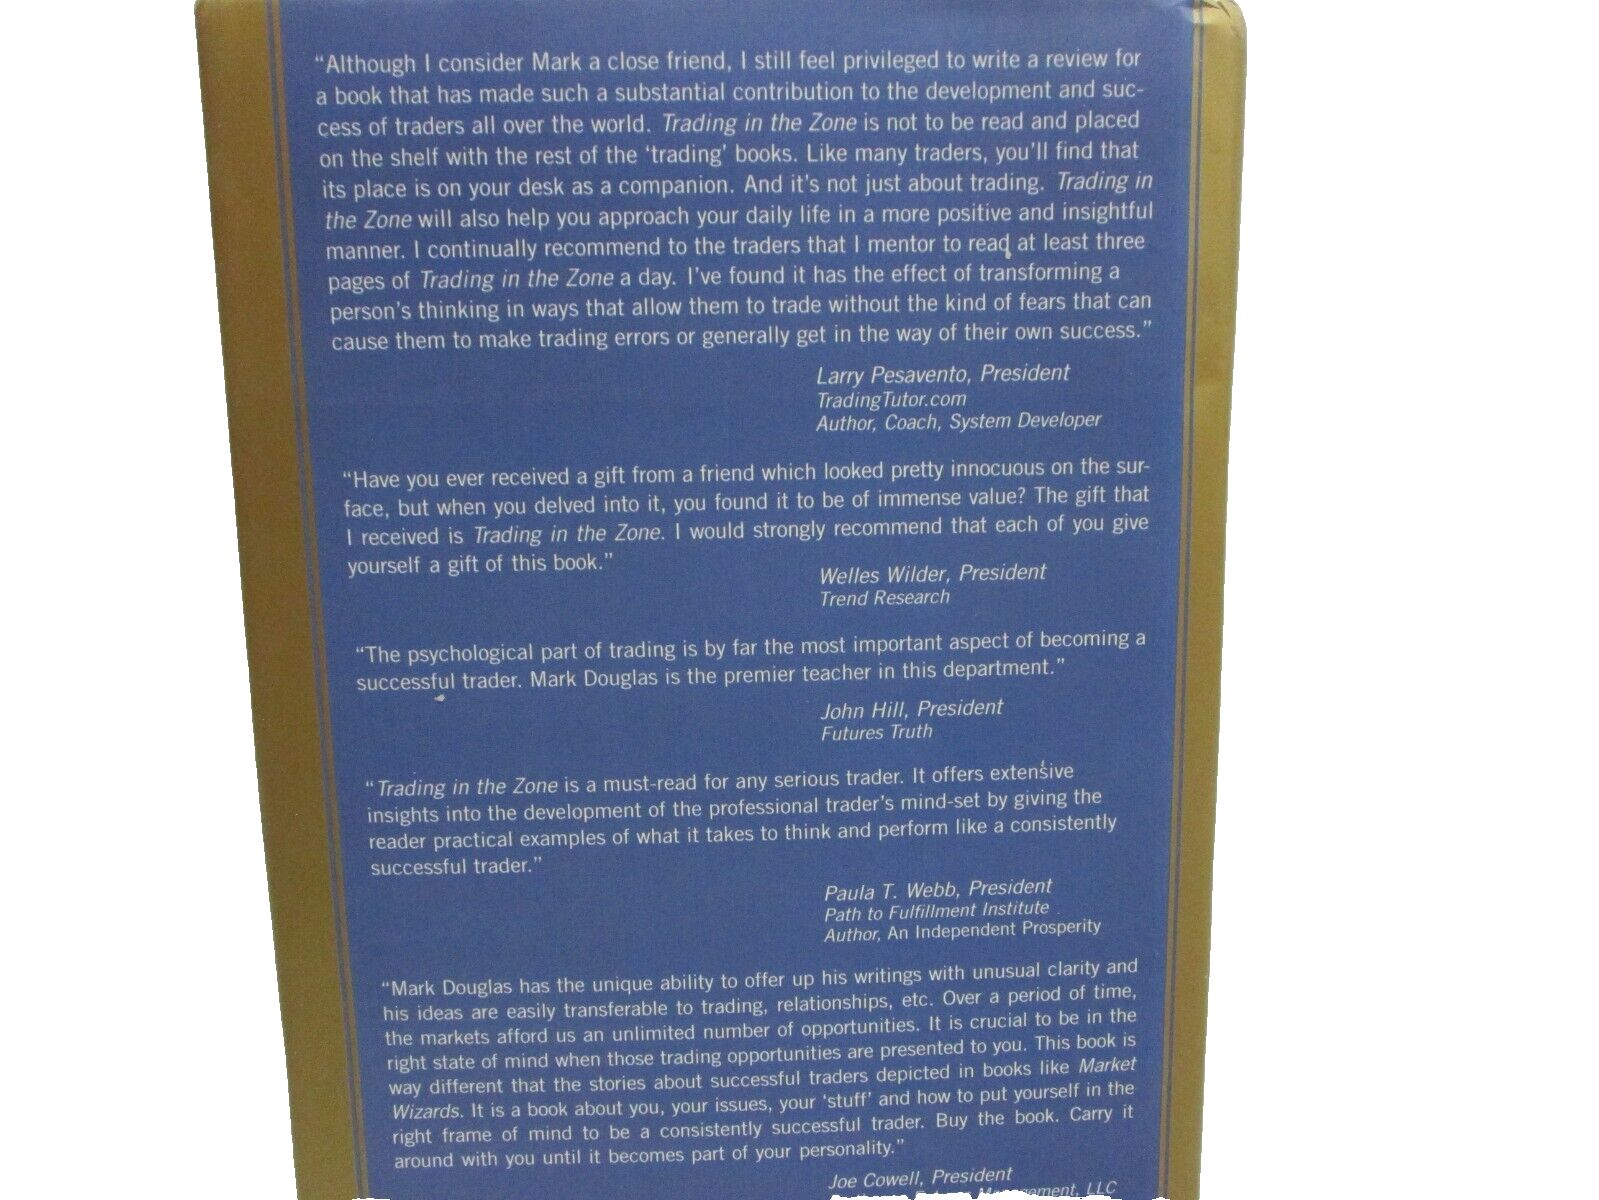 “Although I consider Mark a close friend, I still feel privileged to write a review for
a book that has made such a substantial contribution to the development and suc-
cess of traders all over the world. Trading in the Zone is not to be read and placed
on the shelf with the rest of the ‘trading’ books. Like many traders, you’ll find that
its place is on your desk as a companion. And it's not just about trading. Trading in
the Zone will also help you approach your daily life in a more positive and insightful
manner. I continually recommend to the traders that I mentor to read at least three
pages of Trading in the Zone a day. I’ve found it has the effect of transforming a
person’s thinking in ways that allow them to trade without the kind of fears that can
cause them to make trading errors or generally get in the way of their own success.”
Larry Pesavento, President
TradingTutor.com
Author, Coach, System Developer
“Have you ever received a gift from a friend which looked pretty innocuous on the sur-
face, but when you delved into it, you found it to be of immense value? The gift that
I received is Trading in the Zone. I would strongly recommend that each of you give
yourself a gift of this book.”
Welles Wilder, President
Trend Research
“The psychological part of trading is by far the most important aspect of becoming a
successful trader. Mark Douglas is the premier teacher in this department.”
John Hill, President
Futures Truth
“Trading in the Zone is a must-read for any serious trader. It offers extensive
insights into the development of the professional trader’s mind-set by giving the
reader practical examples of what it takes to think and perform like a consistently
successful trader.”
Paula T. Webb, President
Path to Fulfillment Institute
Author, An Independent Prosperity
“Mark Douglas has the unique ability to offer up his writings with unusual clarity and
his ideas are easily transferable to trading, relationships, etc. Over a period of time,
the markets afford us an unlimited number of opportunities. It is crucial to be in the
right state of mind when those trading opportunities are presented to you. This book is
way different that the stories about successful traders depicted in books like Market
Wizards. It is a book about you, your issues, your ‘stuff’ and how to put yourself in the
right frame of mind to be a consistently successful trader. Buy the book. Carry it
around with you until it becomes part of your personality.”
Joe Cowell, President
Management, LLC